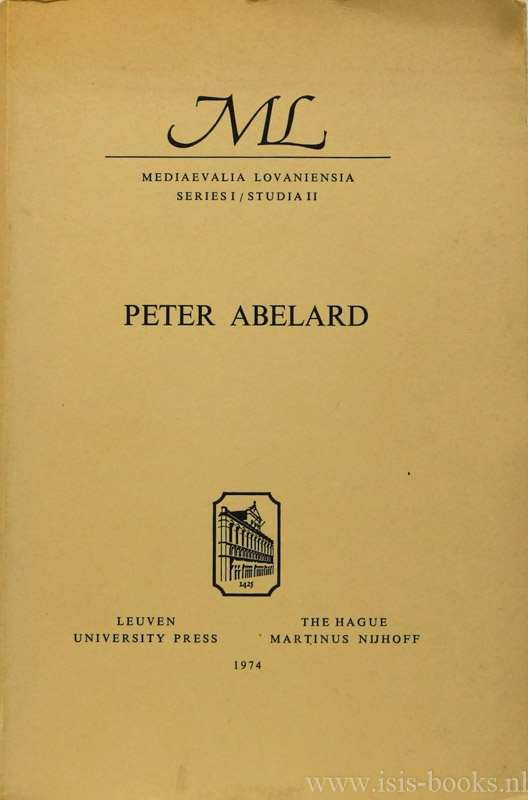 ML
MEDIAEVALIA LOVANIENSIA
SERIES I / STUDIA II
PETER ABELARD
1425
LEUVEN
UNIVERSITY PRESS
THE HAGUE
MARTINUS NIJHOFF
1974
www.isis-books.nl